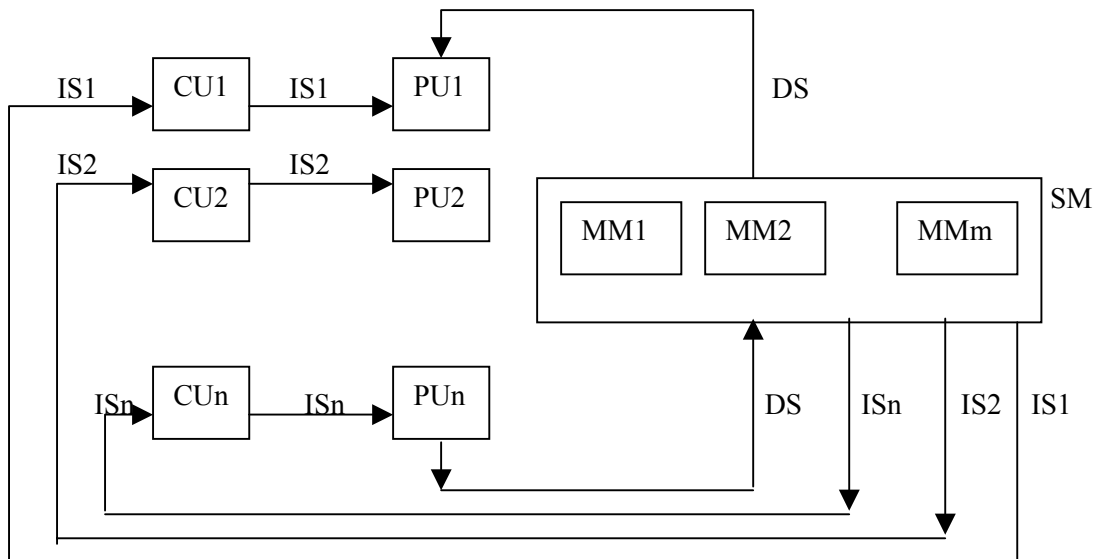 IS1 CU1 IS1 PU1 DS
IS2 CU2 IS2 PU2 SM
MM1 MM2 MMm
ISn CUn ISn PUn DS ISn IS2 IS1